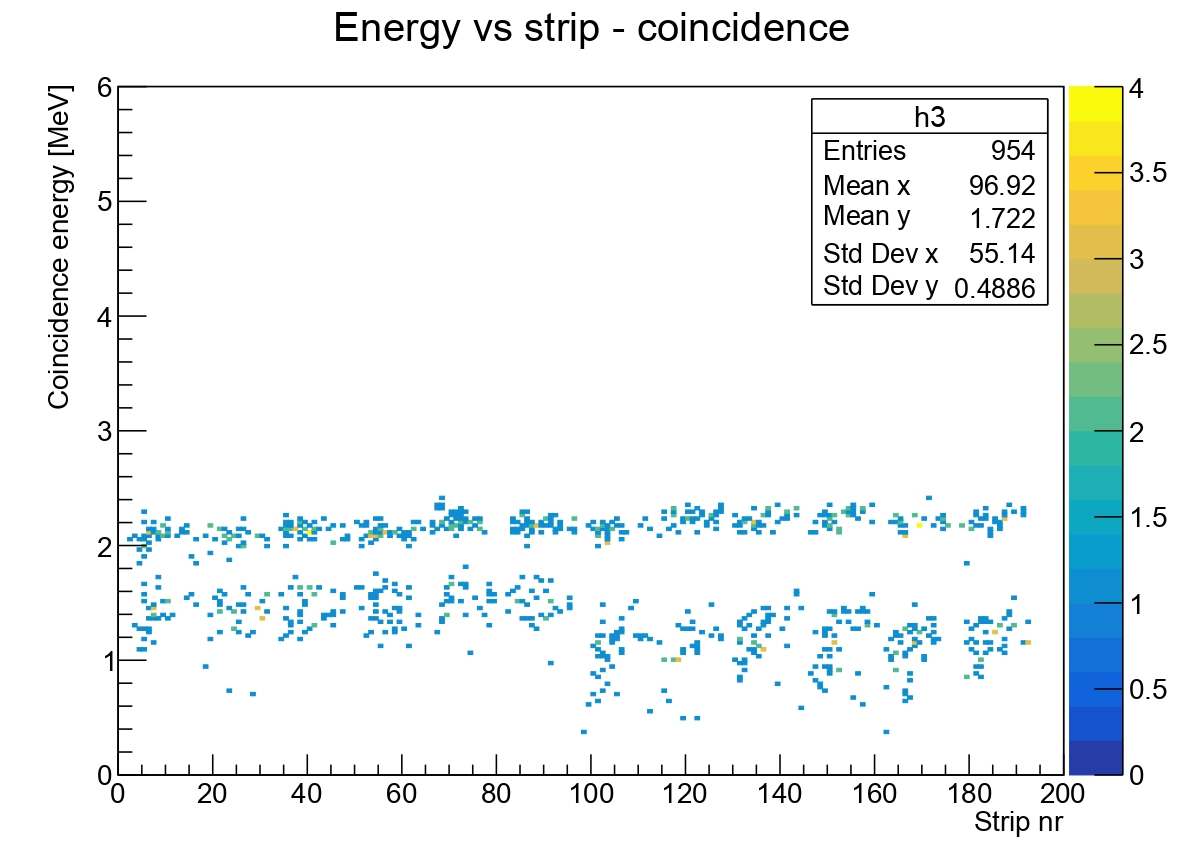 Energy vs strip - coincidence
Coincidence energy [MeV]
6
5
4
3
2
1
0
h3
Entries 954
Mean x 96.92
Mean y 1.722
Std Dev x 55.14
Std Dev y 0.4886
4
3.5
3
2.5
2
1.5
1
0.5
0
0 20 40 60 80 100 120 140 160 180 200
Strip nr